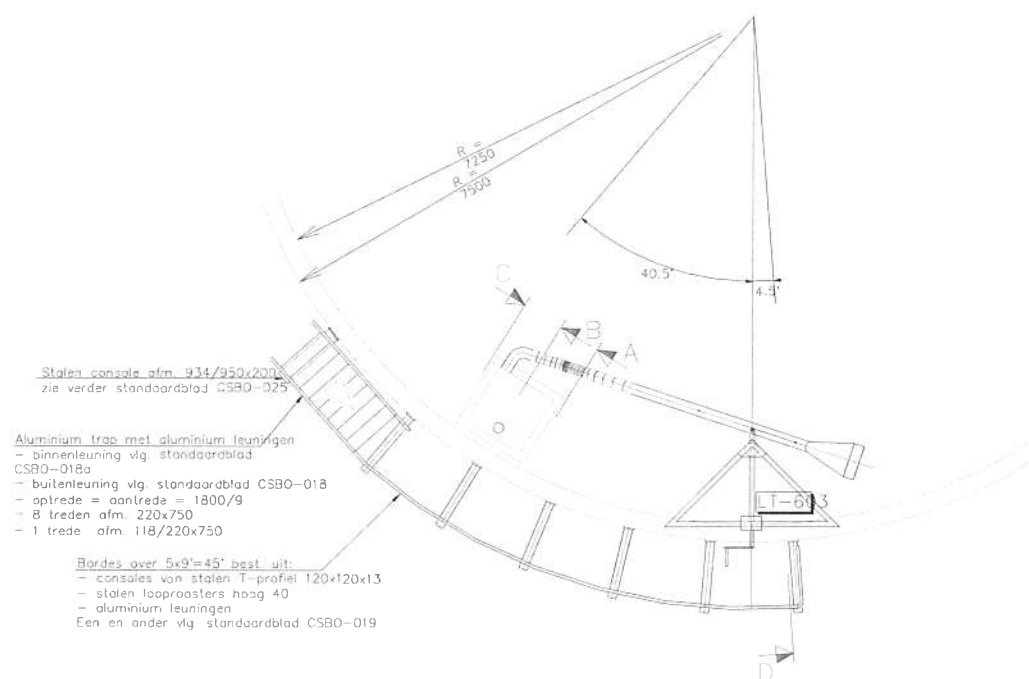 R =
7250
R =
7500
40.5°
4.5°
C
B
A
Stalen console afm. 934/950x200
zie verder standaardblad CSBO-025
Aluminium trap met aluminium leuningen
- binnenleuning vlg. standaardblad
CSBO-018a
- buitenleuning vlg. standaardblad CSBO-018
- optrede = aantrede = 1800/9
- 8 treden afm. 220x750
- 1 trede afm. 118/220x750
LT-603
Bordes over 5x9°=45° best. uit:
- consoles van stalen T-profiel 120x120x13
- stalen looproosters hoog 40
- aluminium leuningen
Een en ander vlg. standaardblad CSBO-019
D